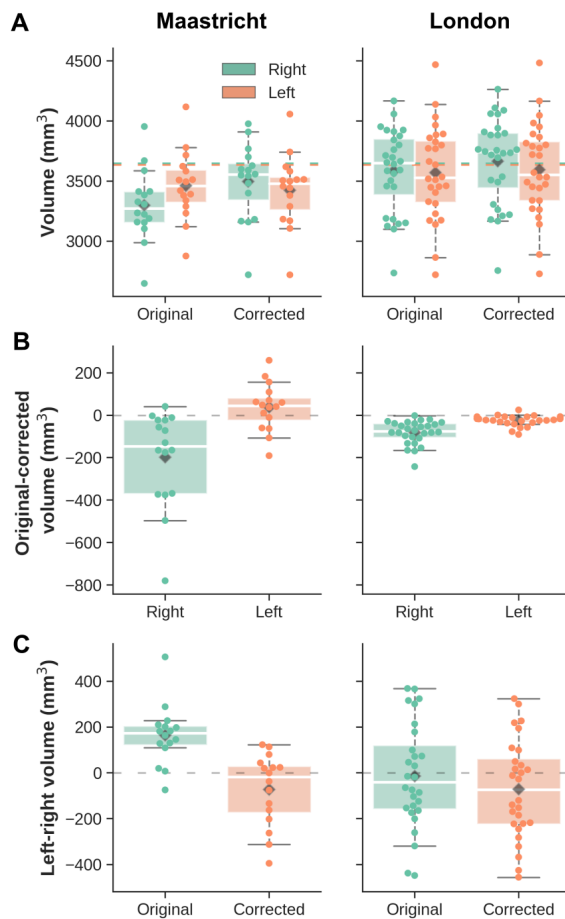 A
Maastricht
London
Volume (mm³)
4500
4000
3500
3000
Right
Left
Original
Corrected
Original
Corrected
B
Original-corrected
volume (mm³)
200
0
−200
−400
−600
−800
Right
Left
Right
Left
C
Left-right volume (mm³)
400
200
0
−200
−400
Original
Corrected
Original
Corrected